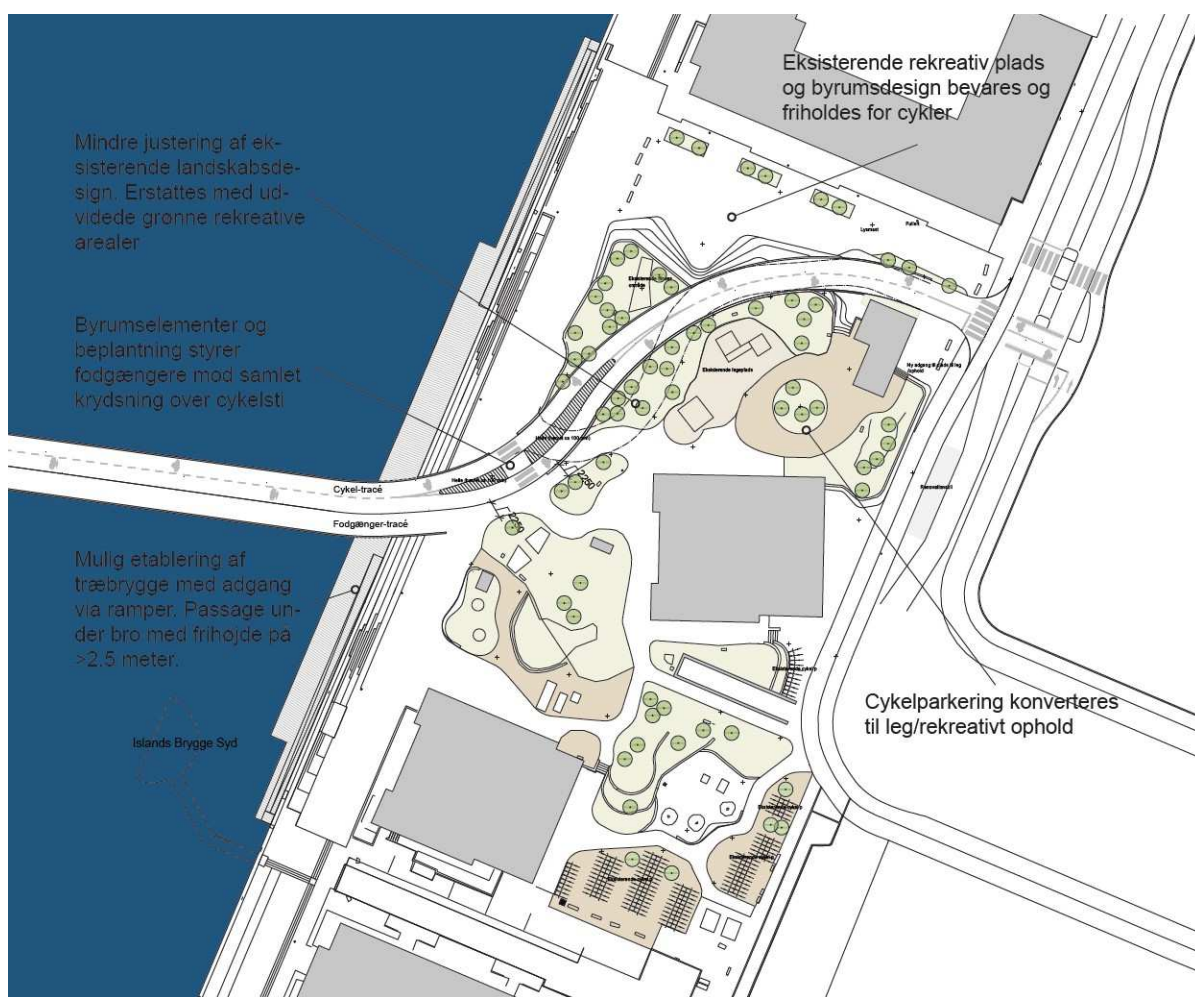 Eksisterende rekreativ plads
og byrumsdesign bevares og
friholdes for cykler
Mindre justering af ek-
sisterende landskabsde-
sign. Erstattes med ud-
videde grønne rekreative
arealer
Lysmast
Byrumselementer og
beplantning styrer
fodgængere mod samlet
krydsning over cykelsti
Eksisterende legeplads
Cykel-tracé
Fodgænger-tracé
Mulig etablering af
træbrygge med adgang
via ramper. Passage un-
der bro med frihøjde på
>2.5 meter.
Cykelparkering konverteres
til leg/rekreativt ophold
Islands Brygge Syd